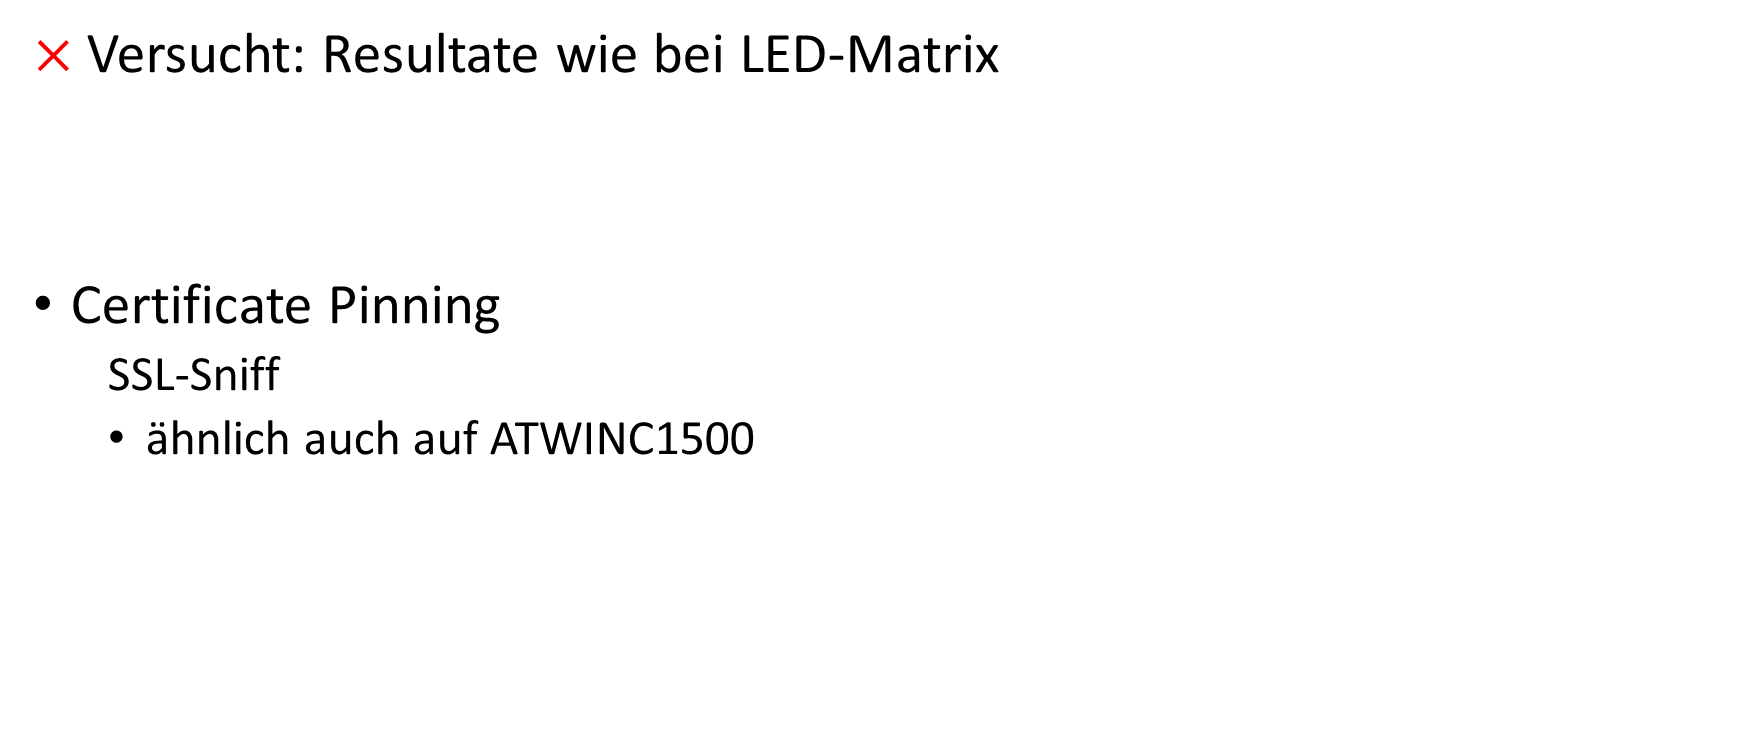 × Versucht: Resultate wie bei LED-Matrix
• Certificate Pinning
SSL-Sniff
• ähnlich auch auf ATWINC1500